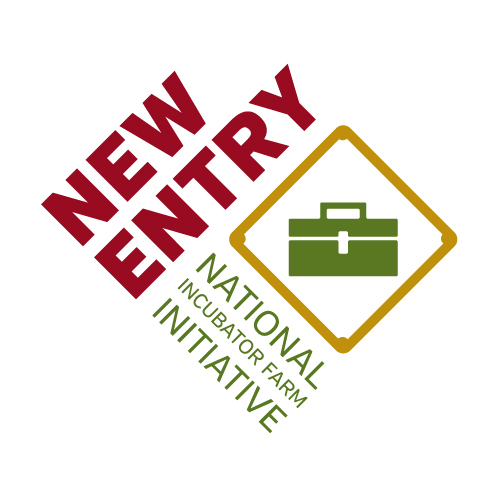 NEW
ENTRY
NATIONAL
INCUBATOR FARM
INITIATIVE